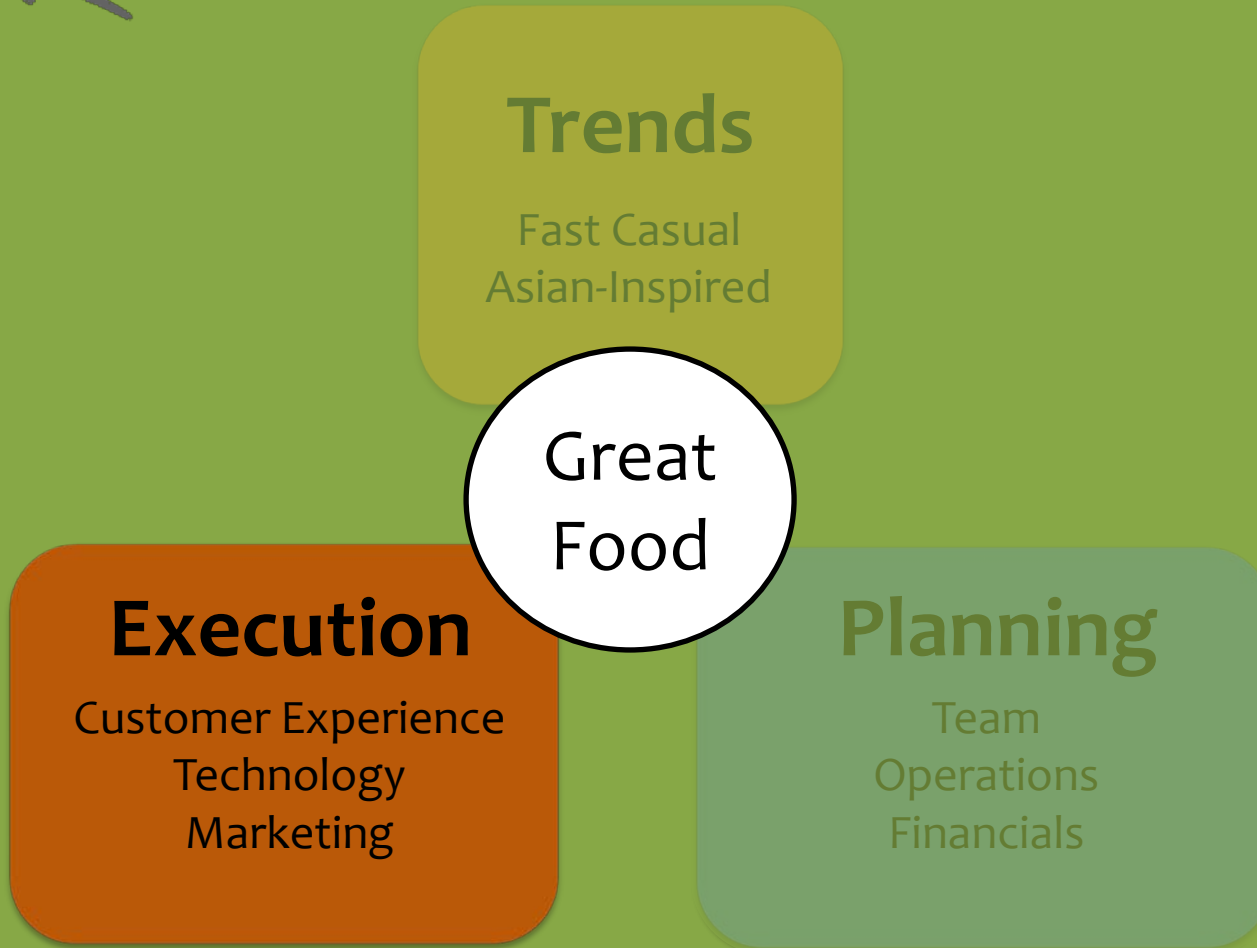 Trends
Fast Casual
Asian-Inspired
Great
Food
Execution
Customer Experience
Technology
Marketing
Planning
Team
Operations
Financials